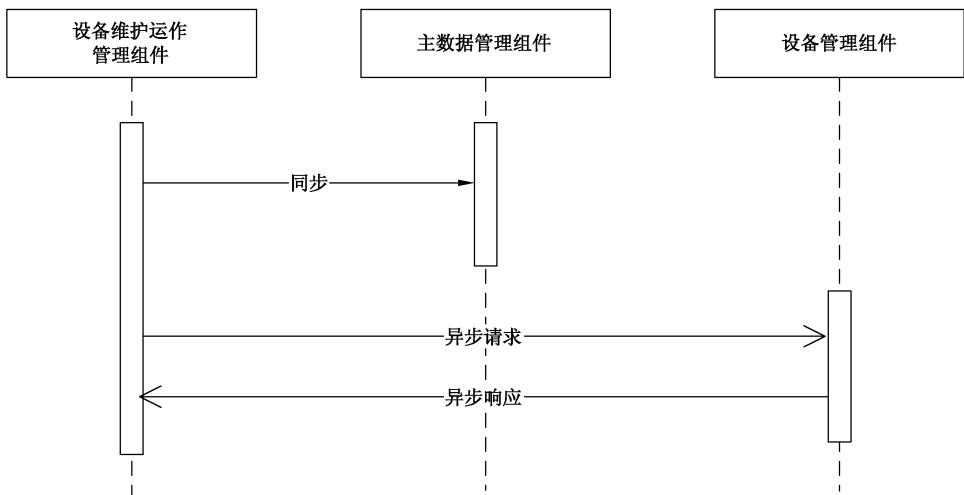 设备维护运作
管理组件
主数据管理组件
设备管理组件
同步
异步请求
异步响应